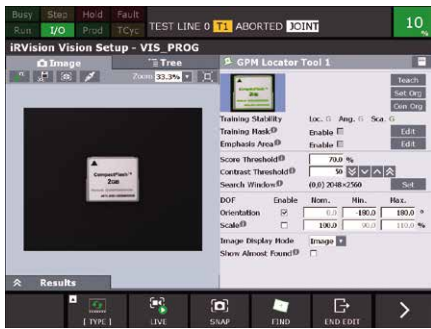 Busy Step Hold Fault
Run I/O Prod TCyc
TEST LINE 0 T1 ABORTED JOINT
10 %
iRVision Vision Setup - VIS_PROG
Image Tree
Zoom 33.3%
CompactFlash
2GB
GPM Locator Tool 1
Teach
Set Org
Cen Org
Training Stability Loc. G Ang. G Sca. G
Training Mask Enable Edit
Emphasis Area Enable Edit
Score Threshold 70.0 %
Contrast Threshold 50
Search Window (0,0) 2048×2560 Set
DOF Enable Nom. Min. Max.
Orientation 0.0 -180.0 180.0 °
Scale 100.0 90.0 110.0 %
Image Display Mode Image
Show Almost Found
Results
[ TYPE ] LIVE SNAP FIND END EDIT >